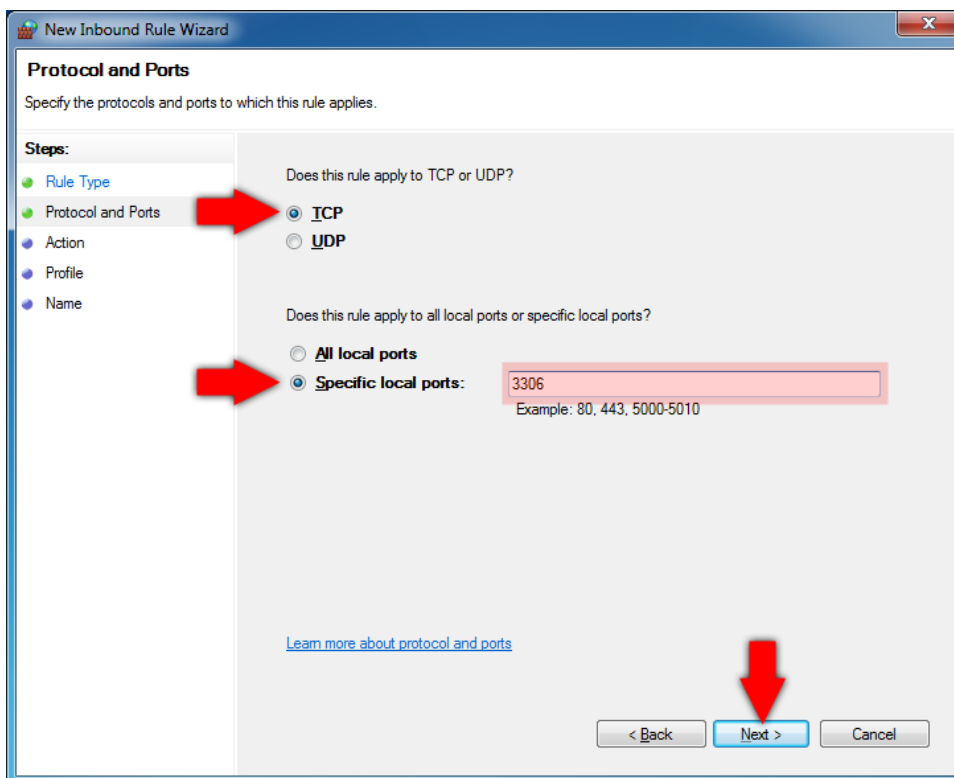 New Inbound Rule Wizard
X
Protocol and Ports
Specify the protocols and ports to which this rule applies.
Steps:
Rule Type
Protocol and Ports
Action
Profile
Name
Does this rule apply to TCP or UDP?
TCP
UDP
Does this rule apply to all local ports or specific local ports?
All local ports
Specific local ports: 3306
Example: 80, 443, 5000-5010
Learn more about protocol and ports
< Back Next > Cancel